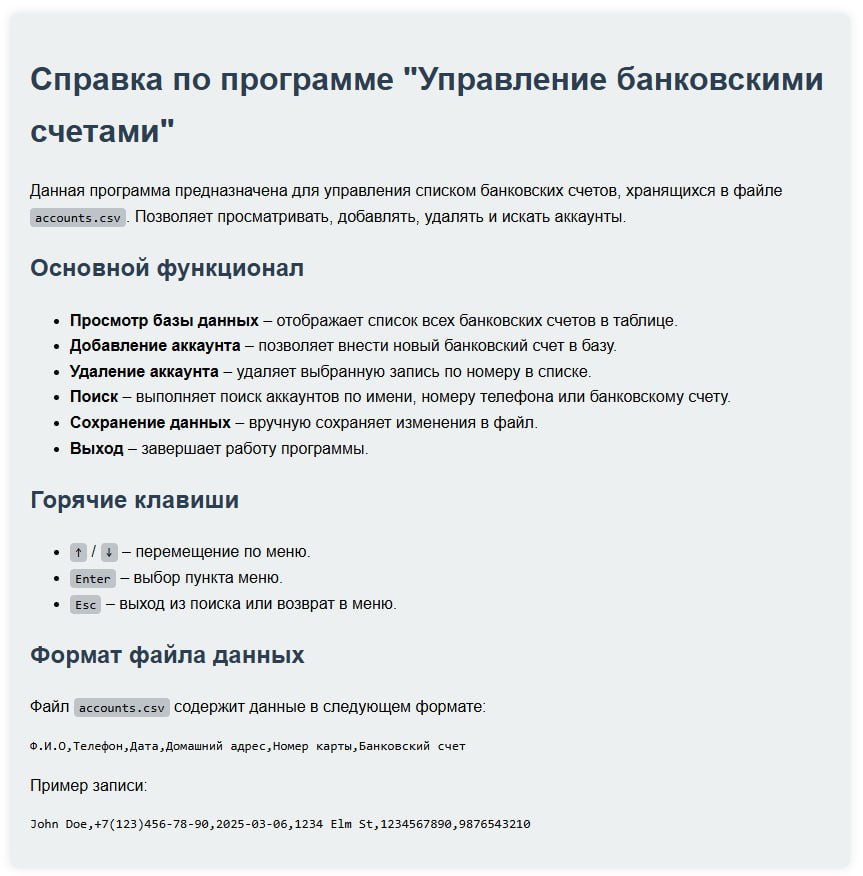 Справка по программе "Управление банковскими
счетами"
Данная программа предназначена для управления списком банковских счетов, хранящихся в файле
accounts.csv. Позволяет просматривать, добавлять, удалять и искать аккаунты.
Основной функционал
• Просмотр базы данных – отображает список всех банковских счетов в таблице.
• Добавление аккаунта – позволяет внести новый банковский счет в базу.
• Удаление аккаунта – удаляет выбранную запись по номеру в списке.
• Поиск – выполняет поиск аккаунтов по имени, номеру телефона или банковскому счету.
• Сохранение данных – вручную сохраняет изменения в файл.
• Выход – завершает работу программы.
Горячие клавиши
• ↑ / ↓ – перемещение по меню.
• Enter – выбор пункта меню.
• Esc – выход из поиска или возврат в меню.
Формат файла данных
Файл accounts.csv содержит данные в следующем формате:
Ф.И.О,Телефон,Дата,Домашний адрес,Номер карты,Банковский счет
Пример записи:
John Doe,+7(123)456-78-90,2025-03-06,1234 Elm St,1234567890,9876543210